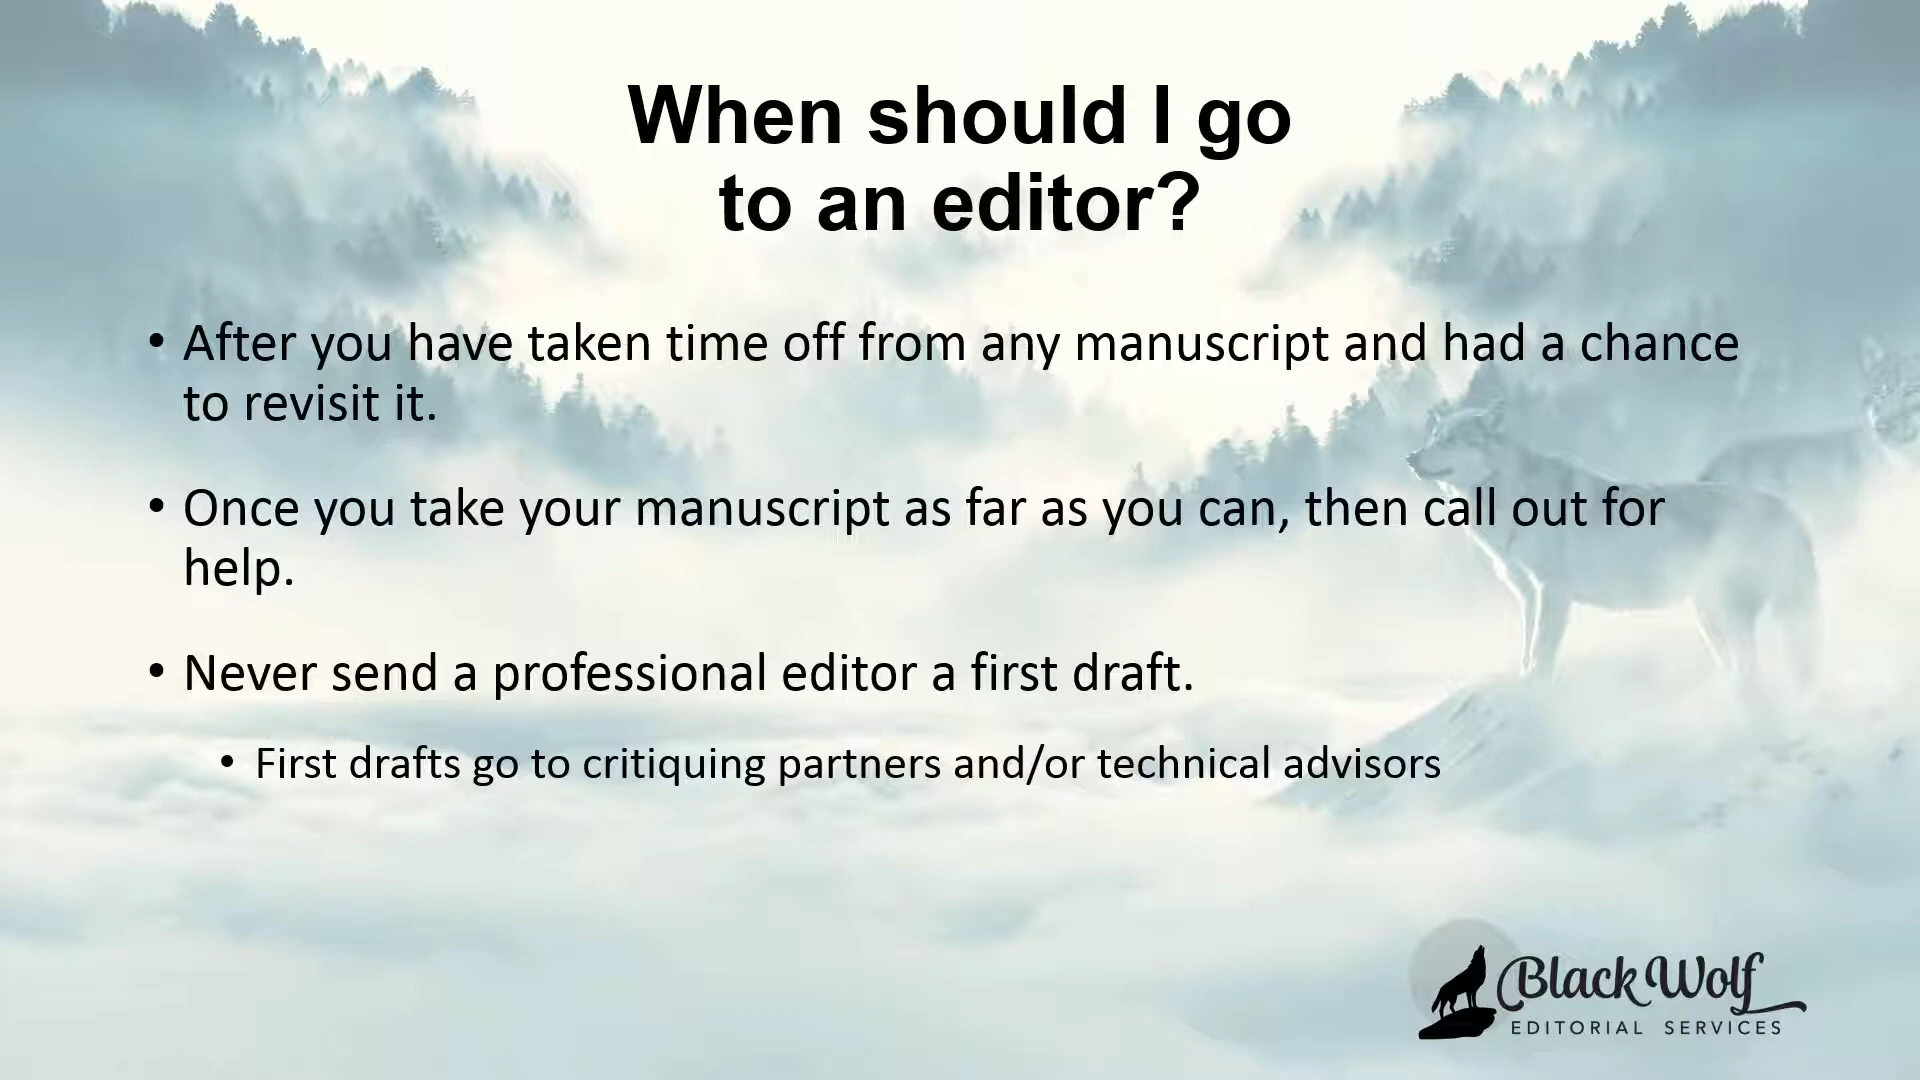 When should I go
to an editor?
• After you have taken time off from any manuscript and had a chance
to revisit it.
• Once you take your manuscript as far as you can, then call out for
help.
• Never send a professional editor a first draft.
• First drafts go to critiquing partners and/or technical advisors
Black Wolf
EDITORIAL SERVICES